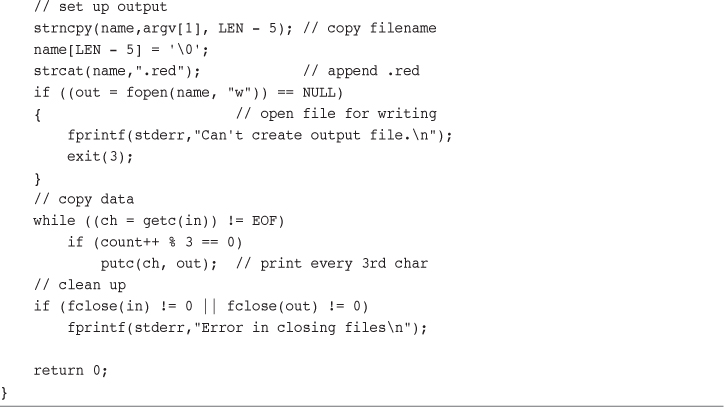 // set up output
    strncpy(name,argv[1], LEN - 5); // copy filename
    name[LEN - 5] = '\0';
    strcat(name,".red");            // append .red
    if ((out = fopen(name, "w")) == NULL)
    {                       // open file for writing
        fprintf(stderr,"Can't create output file.\n");
        exit(3);
    }
    // copy data
    while ((ch = getc(in)) != EOF)
        if (count++ % 3 == 0)
            putc(ch, out);  // print every 3rd char
    // clean up
    if (fclose(in) != 0 || fclose(out) != 0)
        fprintf(stderr,"Error in closing files\n");

    return 0;
}